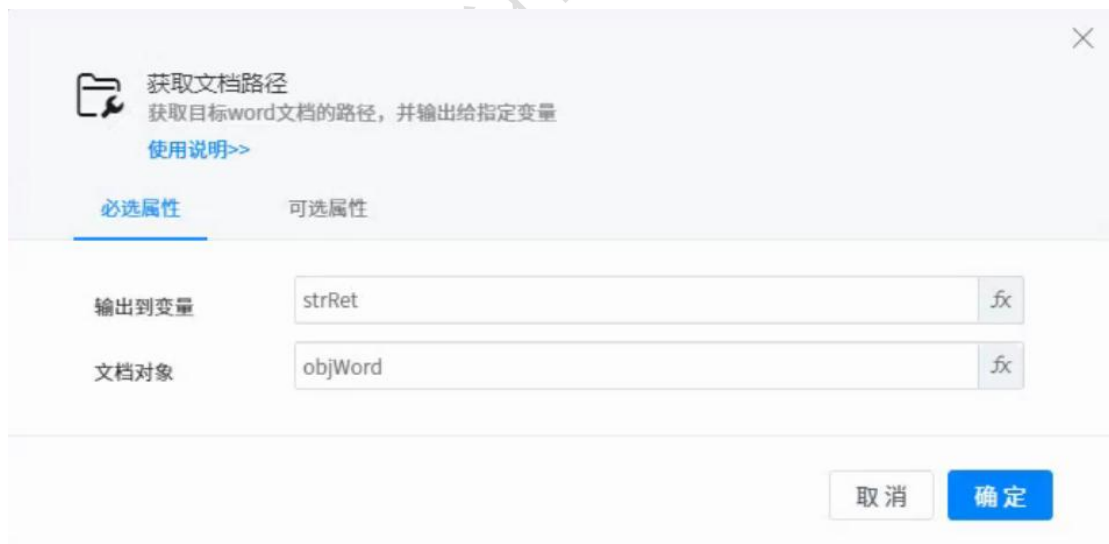 获取文档路径
获取目标word文档的路径，并输出给指定变量
使用说明>>
必选属性 可选属性
输出到变量 strRet fx
文档对象 objWord fx
取消 确定